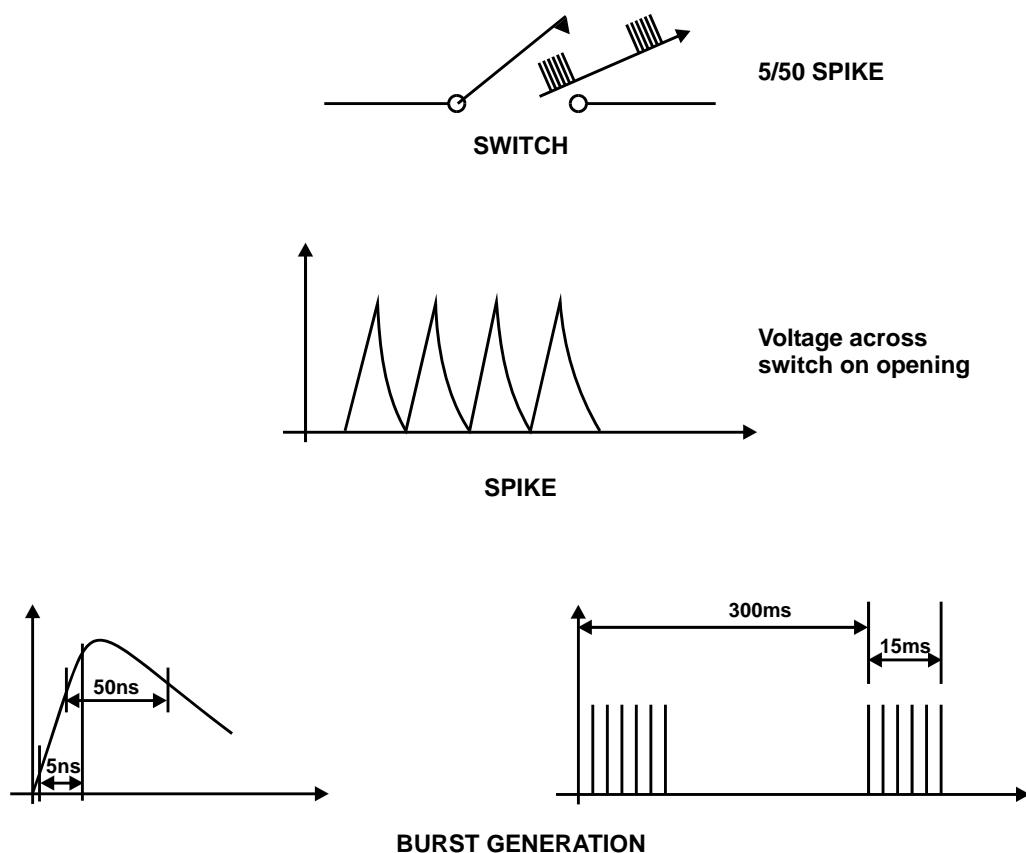 5/50 SPIKE
SWITCH
Voltage across
switch on opening
SPIKE
300ms
15ms
50ns
5ns
BURST GENERATION